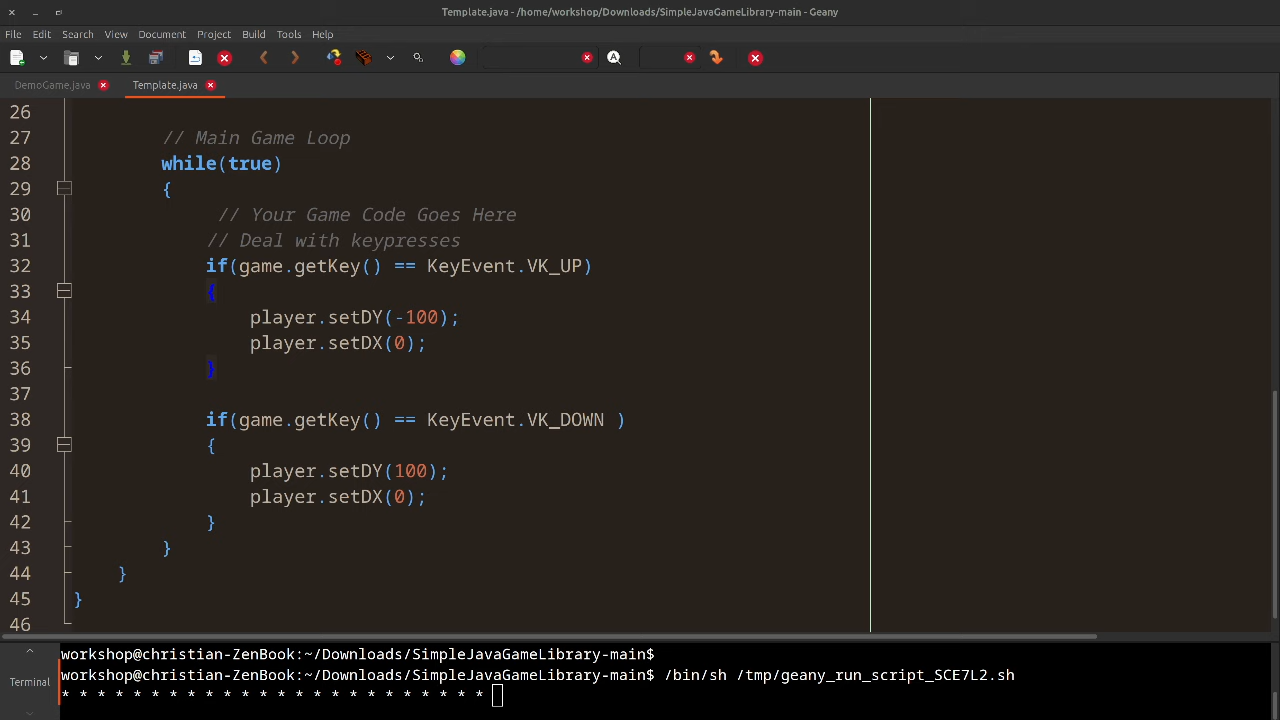 Template.java - /home/workshop/Downloads/SimpleJavaGameLibrary-main - Geany
File Edit Search View Document Project Build Tools Help
DemoGame.java Template.java
26
27 // Main Game Loop
28 while(true)
29 {
30 // Your Game Code Goes Here
31 // Deal with keypresses
32 if(game.getKey() == KeyEvent.VK_UP)
33 {
34 player.setDY(-100);
35 player.setDX(0);
36 }
37
38 if(game.getKey() == KeyEvent.VK_DOWN )
39 {
40 player.setDY(100);
41 player.setDX(0);
42 }
43 }
44 }
45 }
46
Terminal
workshop@christian-ZenBook:~/Downloads/SimpleJavaGameLibrary-main$
workshop@christian-ZenBook:~/Downloads/SimpleJavaGameLibrary-main$ /bin/sh /tmp/geany_run_script_SCE7L2.sh
* * * * * * * * * * * * * * * * * * * * * * *